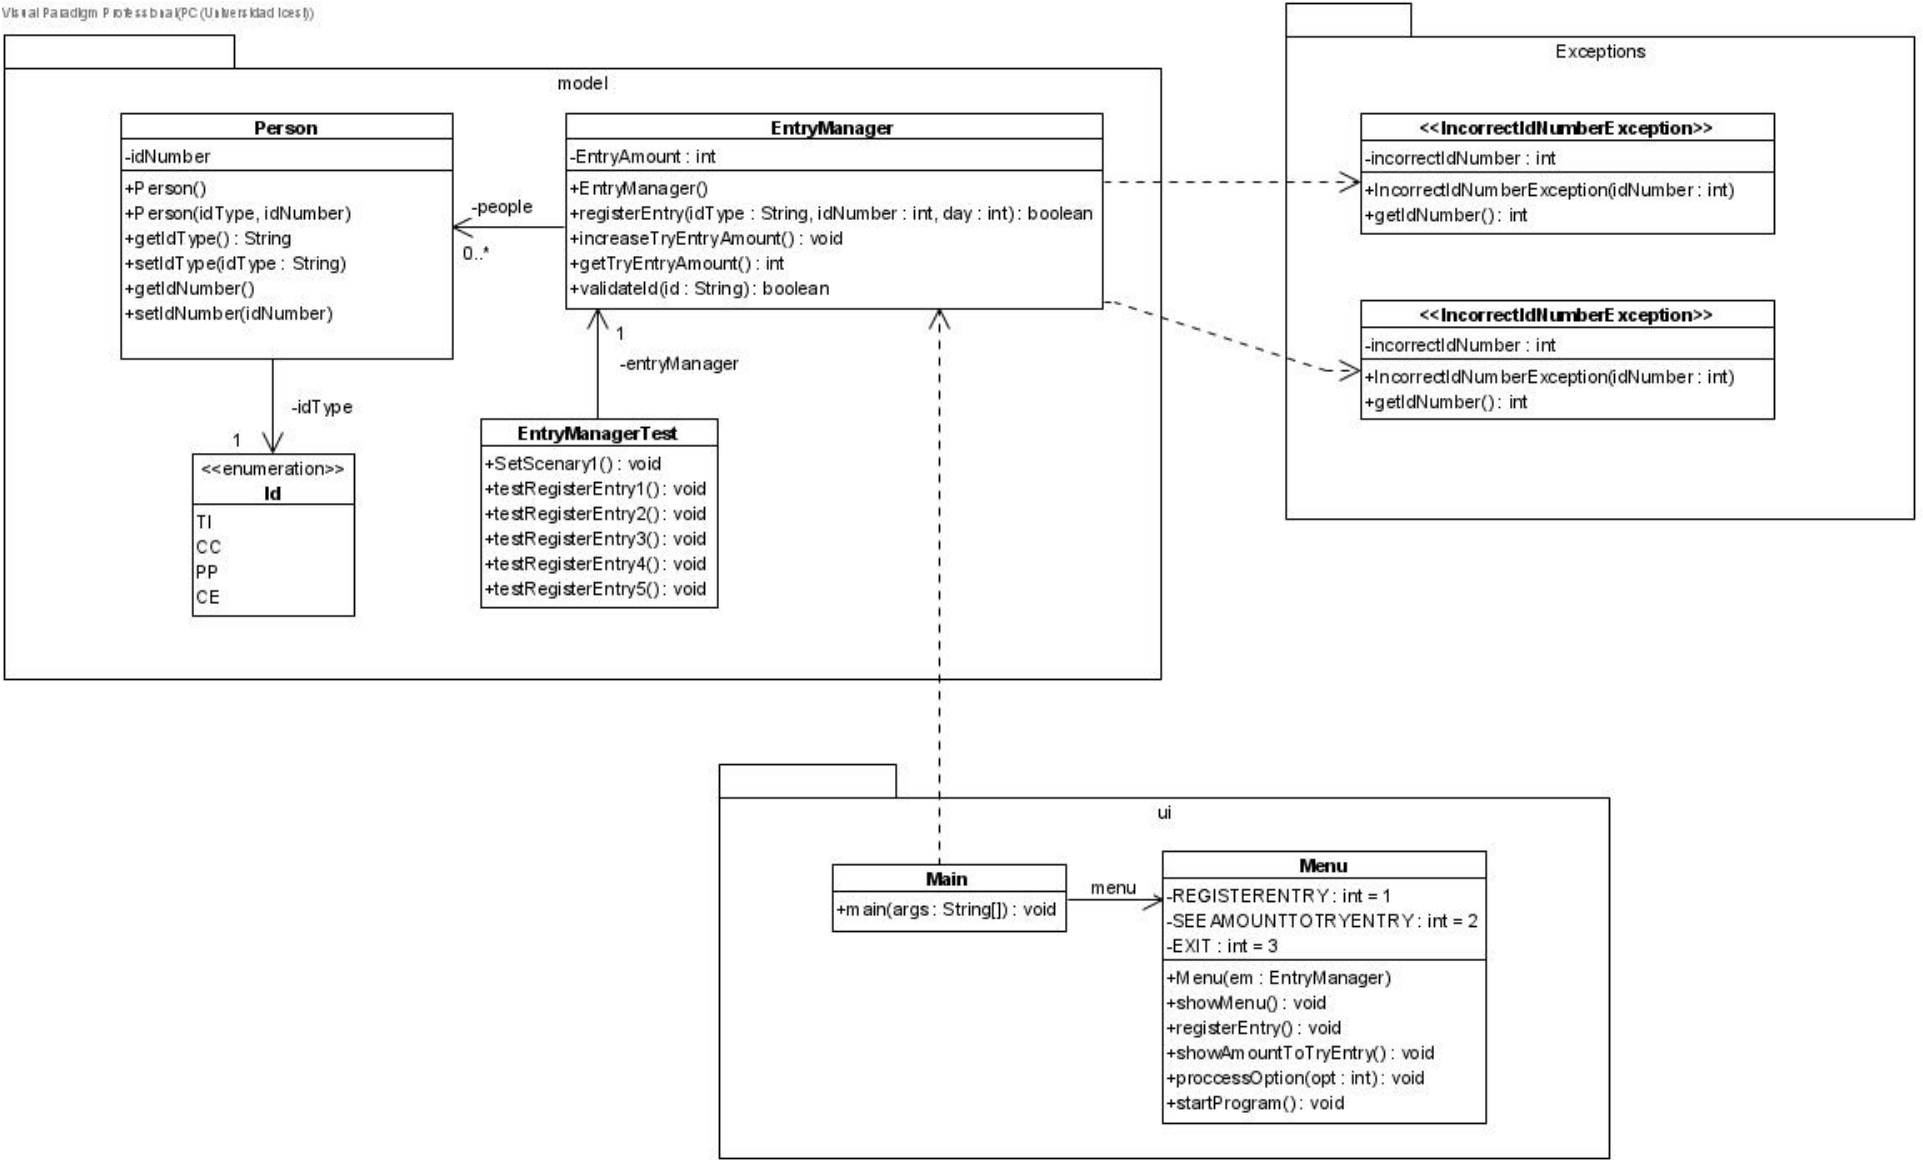 Visual Paradigm Professional(PC (Universidad Icesi))
model
Person
-idNumber
+Person()
+Person(idType, idNumber)
+getIdType() : String
+setIdType(idType : String)
+getIdNumber()
+setIdNumber(idNumber)
-people
0..*
EntryManager
-EntryAmount : int
+EntryManager()
+registerEntry(idType : String, idNumber : int, day : int) : boolean
+increaseTryEntryAmount() : void
+getTryEntryAmount() : int
+validateId(id : String) : boolean
1
-entryManager
-idType
1
<<enumeration>>
Id
TI
CC
PP
CE
EntryManagerTest
+SetScenary1() : void
+testRegisterEntry1() : void
+testRegisterEntry2() : void
+testRegisterEntry3() : void
+testRegisterEntry4() : void
+testRegisterEntry5() : void
Exceptions
<<IncorrectIdNumberException>>
-incorrectIdNumber : int
+IncorrectIdNumberException(idNumber : int)
+getIdNumber() : int
<<IncorrectIdNumberException>>
-incorrectIdNumber : int
+IncorrectIdNumberException(idNumber : int)
+getIdNumber() : int
ui
Main
+main(args : String[]) : void
menu
Menu
-REGISTERENTRY : int = 1
-SEEAMOUNTTOTRYENTRY : int = 2
-EXIT : int = 3
+Menu(em : EntryManager)
+showMenu() : void
+registerEntry() : void
+showAmountToTryEntry() : void
+proccessOption(opt : int) : void
+startProgram() : void